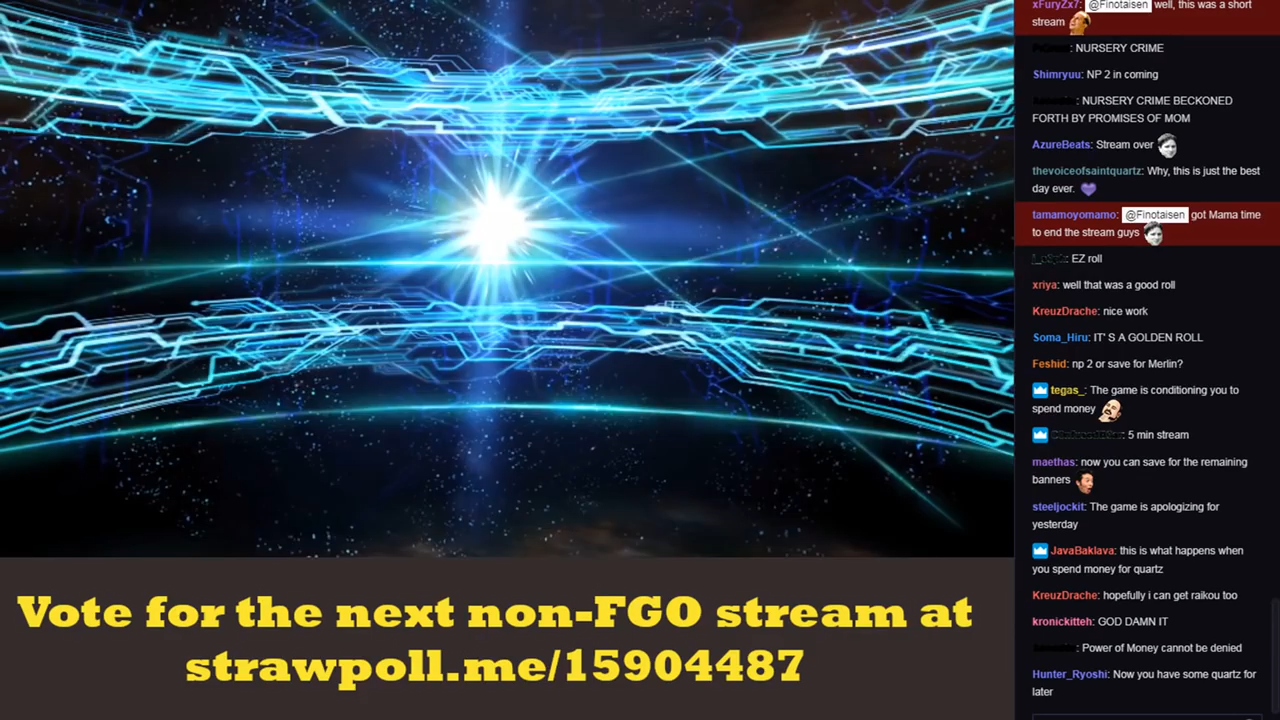 xFuryZx7: @Finotaisen well, this was a short
stream
: NURSERY CRIME
Shimryuu: NP 2 in coming
: NURSERY CRIME BECKONED
FORTH BY PROMISES OF MOM
AzureBeats: Stream over
thevoiceofsaintquartz: Why, this is just the best
day ever.
tamamoyomamo: @Finotaisen got Mama time
to end the stream guys
: EZ roll
xriya: well that was a good roll
KreuzDrache: nice work
Soma_Hiru: IT' S A GOLDEN ROLL
Feshid: np 2 or save for Merlin?
tegas_: The game is conditioning you to
spend money
: 5 min stream
maethas: now you can save for the remaining
banners
steeljockit: The game is apologizing for
yesterday
JavaBaklava: this is what happens when
you spend money for quartz
KreuzDrache: hopefully i can get raikou too
kronickitteh: GOD DAMN IT
: Power of Money cannot be denied
Hunter_Ryoshi: Now you have some quartz for
later
Vote for the next non-FGO stream at
strawpoll.me/15904487